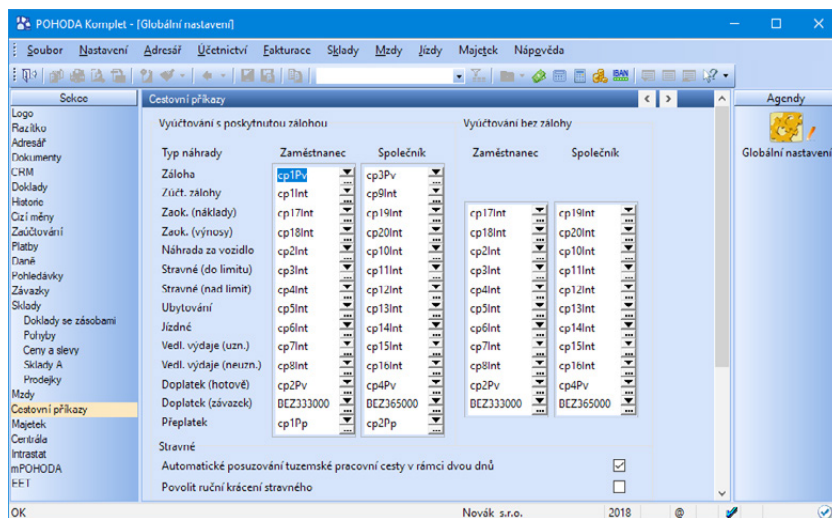 POHODA Komplet - [Globální nastavení]
Soubor Nastavení Adresář Účetnictví Fakturace Sklady Mzdy Jízdy Majetek Nápověda
IBAN
Sekce
Logo
Razítko
Adresář
Dokumenty
CRM
Doklady
Historie
Cizí měny
Zaúčtování
Platby
Daně
Pohledávky
Závazky
Sklady
Doklady se zásobami
Pohyby
Ceny a slevy
Sklady A
Prodejky
Mzdy
Cestovní příkazy
Majetek
Centrála
Intrastat
mPOHODA
EET
Cestovní příkazy
Vyúčtování s poskytnutou zálohou Vyúčtování bez zálohy
Typ náhrady Zaměstnanec Společník Zaměstnanec Společník
Záloha cp1Pv cp3Pv
Zúčt. zálohy cp1Int cp9Int
Zaok. (náklady) cp17Int cp19Int cp17Int cp19Int
Zaok. (výnosy) cp18Int cp20Int cp18Int cp20Int
Náhrada za vozidlo cp2Int cp10Int cp2Int cp10Int
Stravné (do limitu) cp3Int cp11Int cp3Int cp11Int
Stravné (nad limit) cp4Int cp12Int cp4Int cp12Int
Ubytování cp5Int cp13Int cp5Int cp13Int
Jízdné cp6Int cp14Int cp6Int cp14Int
Vedl. výdaje (uzn.) cp7Int cp15Int cp7Int cp15Int
Vedl. výdaje (neuzn.) cp8Int cp16Int cp8Int cp16Int
Doplatek (hotově) cp2Pv cp4Pv cp2Pv cp4Pv
Doplatek (závazek) BEZ333000 BEZ365000 BEZ333000 BEZ365000
Přeplatek cp1Pp cp2Pp
Stravné
Automatické posuzování tuzemské pracovní cesty v rámci dvou dnů
Povolit ruční krácení stravného
Agendy
Globální nastavení
OK Novák s.r.o. 2018 @